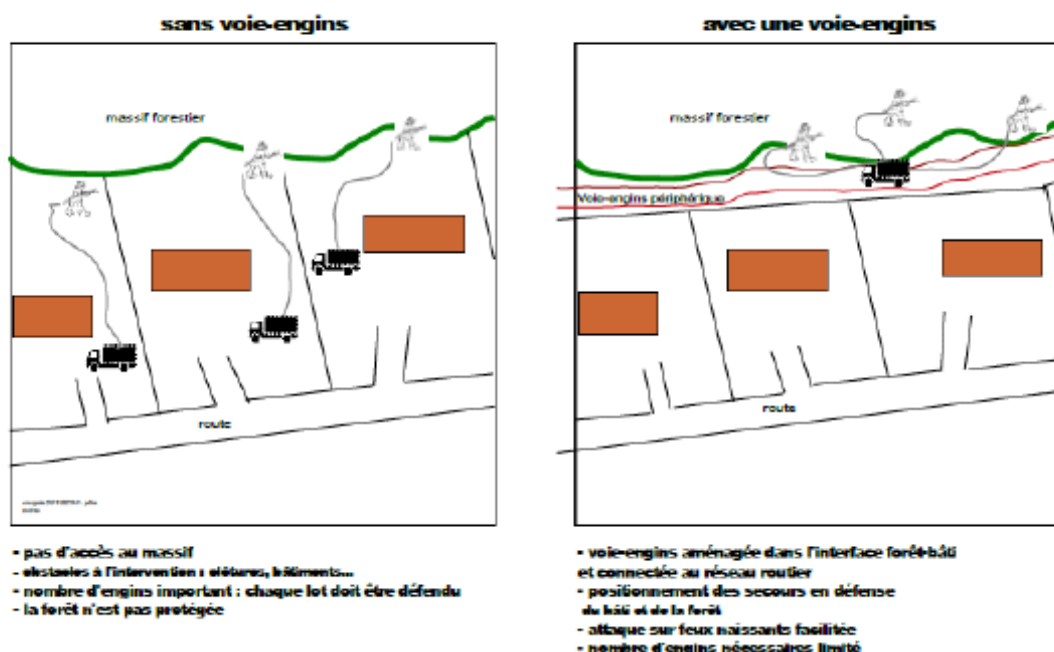 sans voie-engins
massif forestier
route
- pas d'accès au massif
- obstacles à l'intervention : clôtures, bâtiments...
- nombre d'engins important : chaque lot doit être défendu
- la forêt n'est pas protégée
avec une voie-engins
massif forestier
Voie-engins périphérique
route
- voie-engins aménagée dans l'interface forêt-bâti
et connectée au réseau routier
- positionnement des secours en défense
du bâti et de la forêt
- attaque sur feux naissants facilitée
- nombre d'engins nécessaires limité